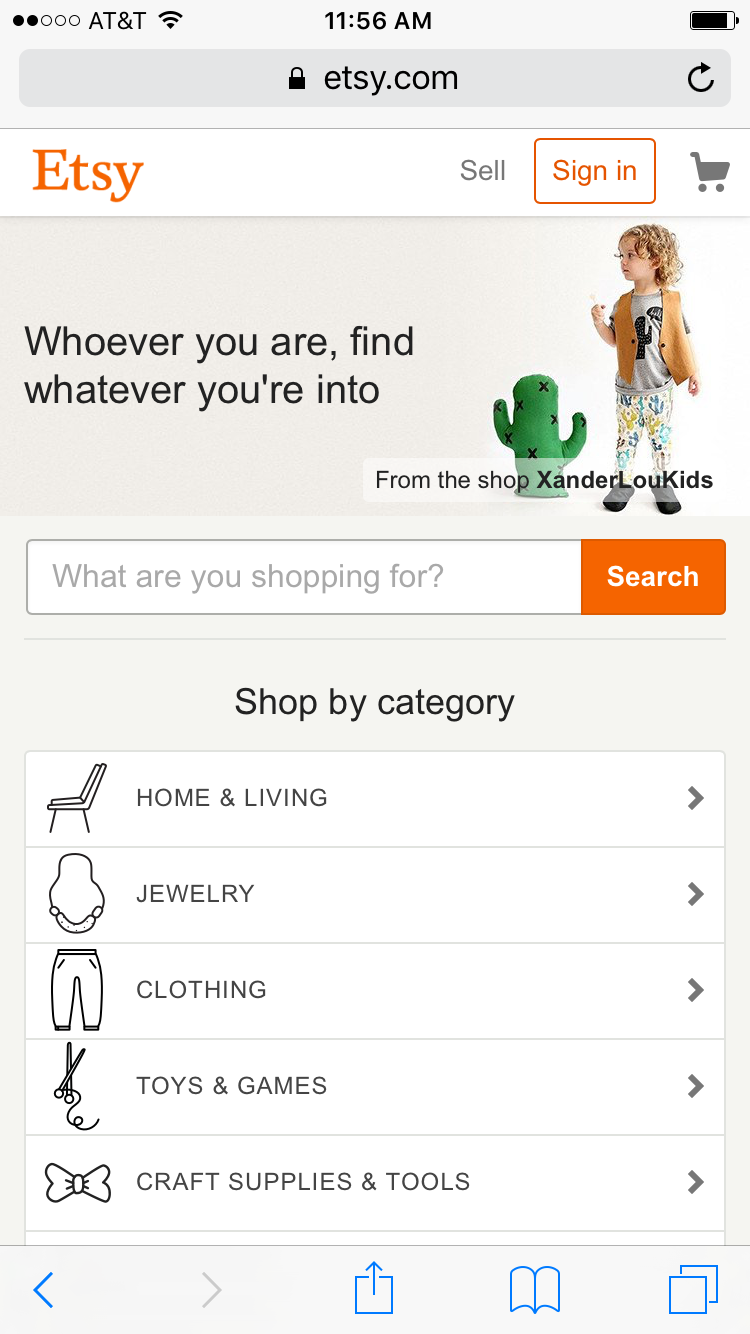 AT&T 11:56 AM
etsy.com
Etsy Sell Sign in
Whoever you are, find
whatever you're into
From the shop XanderLouKids
What are you shopping for? Search
Shop by category
HOME & LIVING
JEWELRY
CLOTHING
TOYS & GAMES
CRAFT SUPPLIES & TOOLS